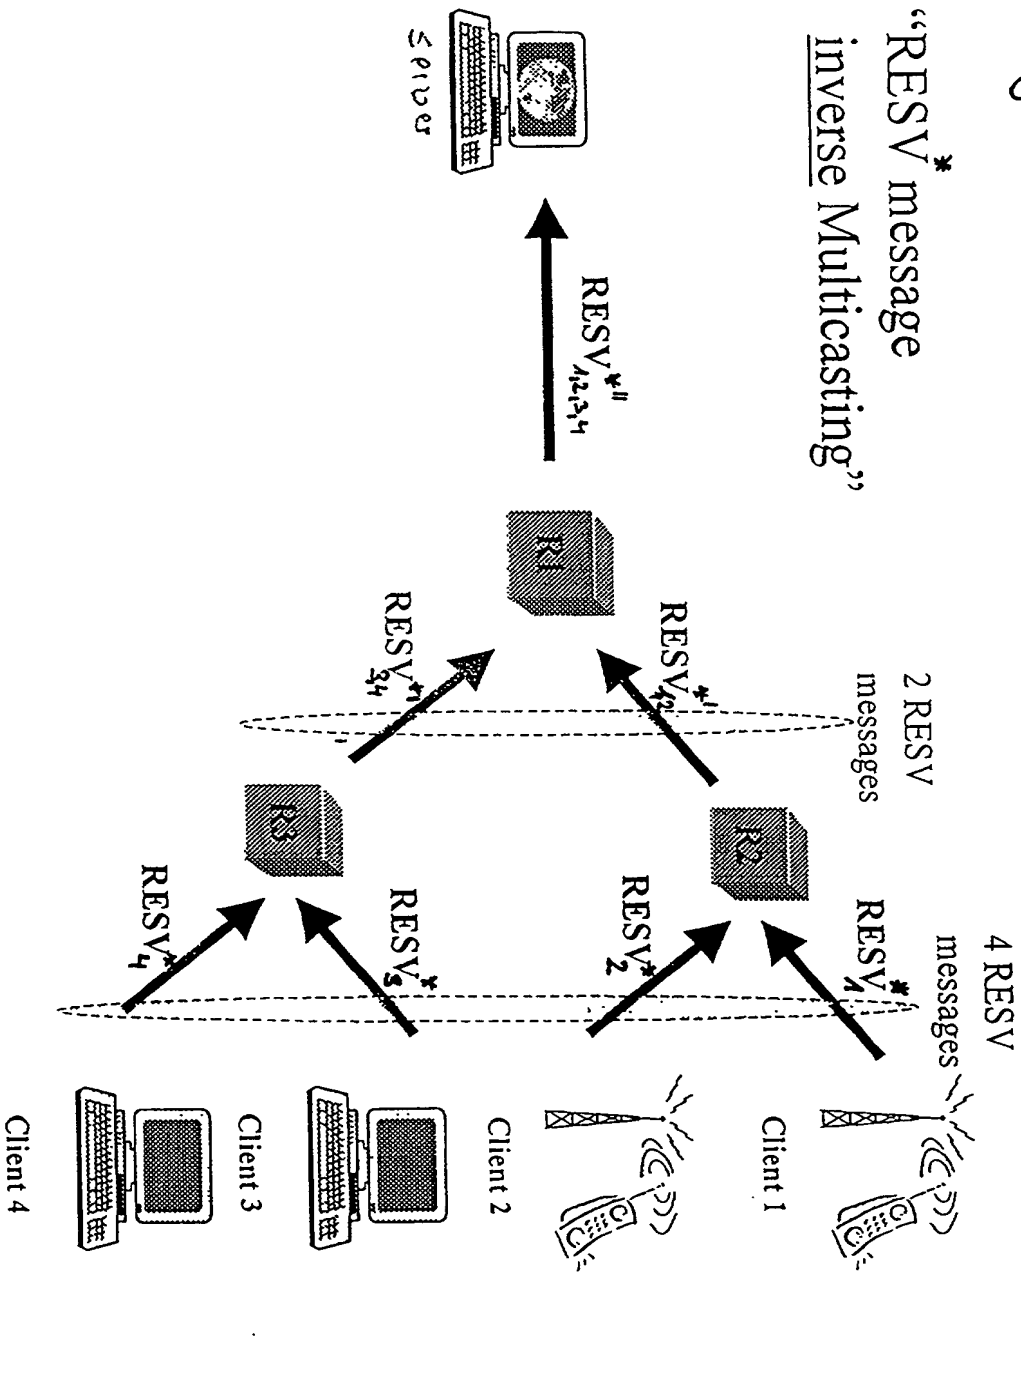 “RESV* message
inverse Multicasting”
4 RESV
messages
2 RESV
messages
RESV*1
Client 1
RESV*'1,2
R2
RESV*2
Client 2
RESV*''1,2,3,4
R1
server
RESV*3
Client 3
RESV*'3,4
R3
RESV*4
Client 4